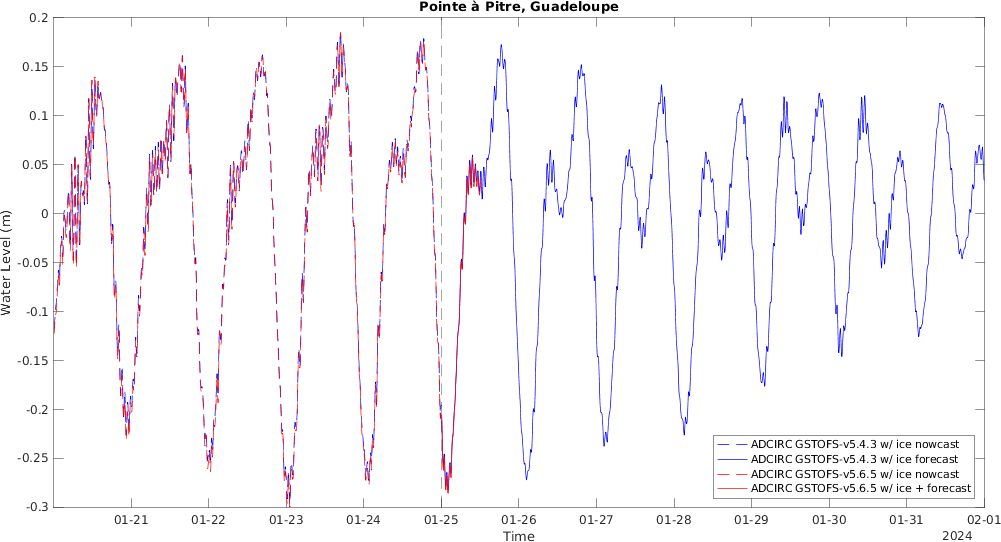 Pointe à Pitre, Guadeloupe
0.2
0.15
0.1
0.05
0
-0.05
-0.1
-0.15
-0.2
-0.25
-0.3
Water Level (m)
ADCIRC GSTOFS-v5.4.3 w/ ice nowcast
ADCIRC GSTOFS-v5.4.3 w/ ice forecast
ADCIRC GSTOFS-v5.6.5 w/ ice nowcast
ADCIRC GSTOFS-v5.6.5 w/ ice + forecast
01-21 01-22 01-23 01-24 01-25 01-26 01-27 01-28 01-29 01-30 01-31 02-01
Time
2024